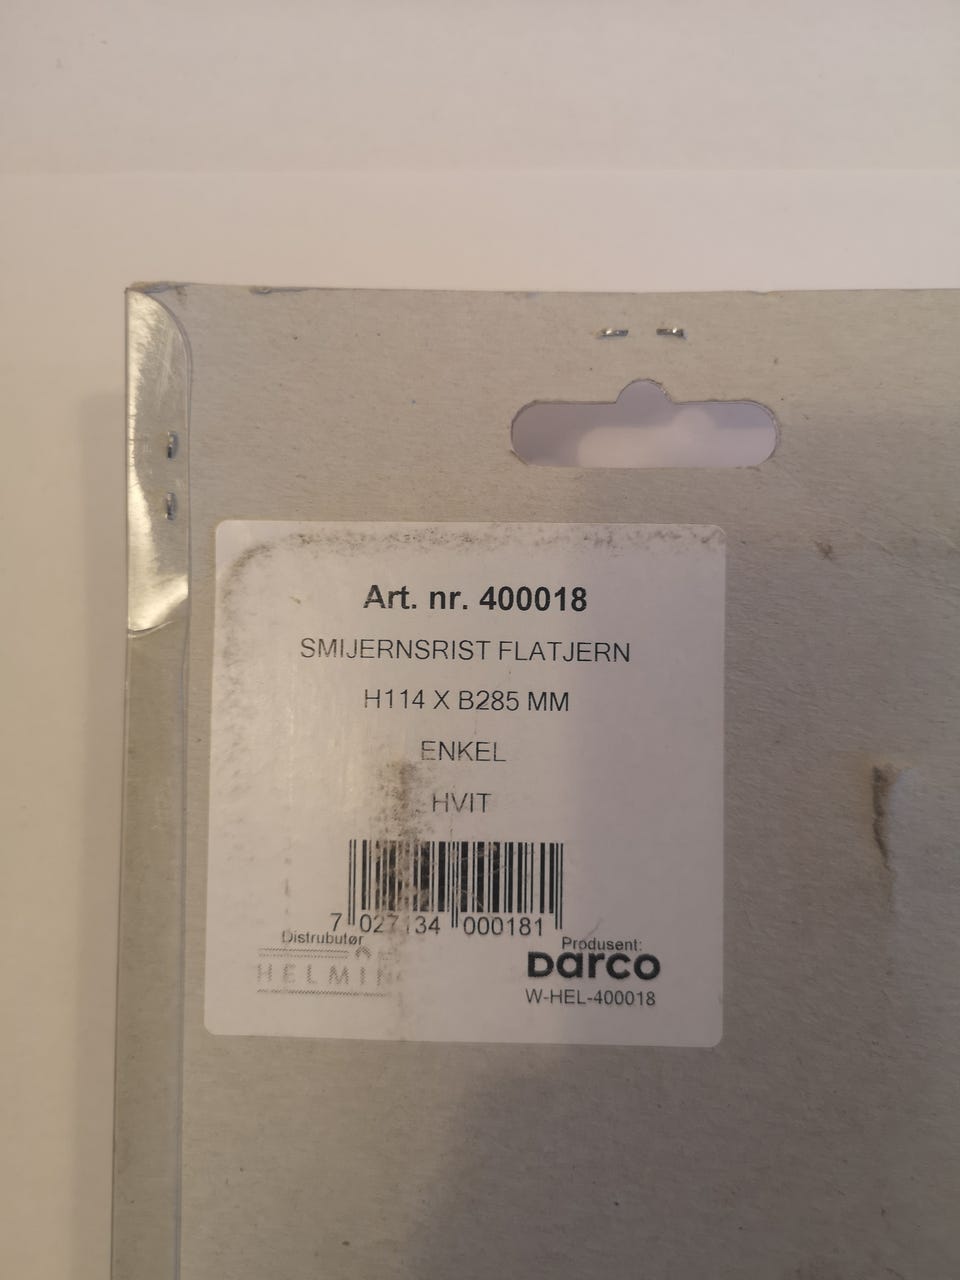 Art. nr. 400018
SMIJERNSRIST FLATJERN
H114 X B285 MM
ENKEL
HVIT
7 027134 000181
Distrubutør
Produsent:
Darco
W-HEL-400018